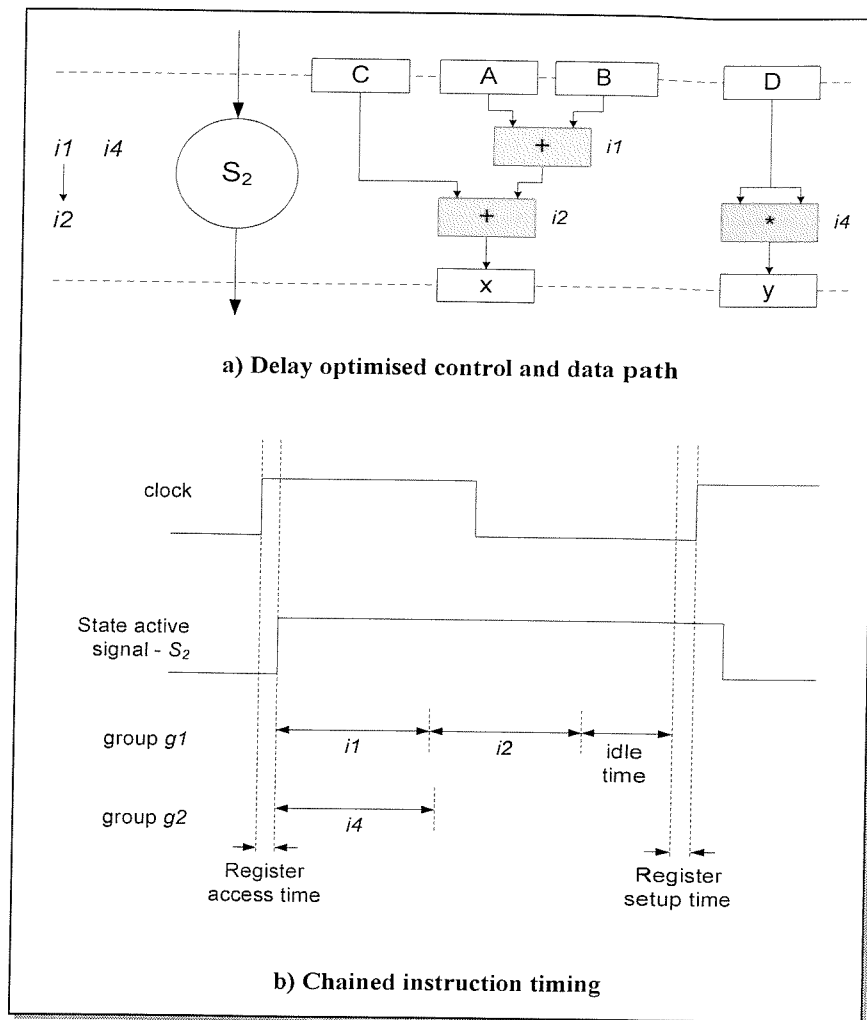 C A B D
i1 i4
+ i1
S2
i2
+ i2
* i4
x y
a) Delay optimised control and data path
clock
State active
signal - S2
group g1
i1 i2 idle
time
group g2
i4
Register
access time
Register
setup time
b) Chained instruction timing